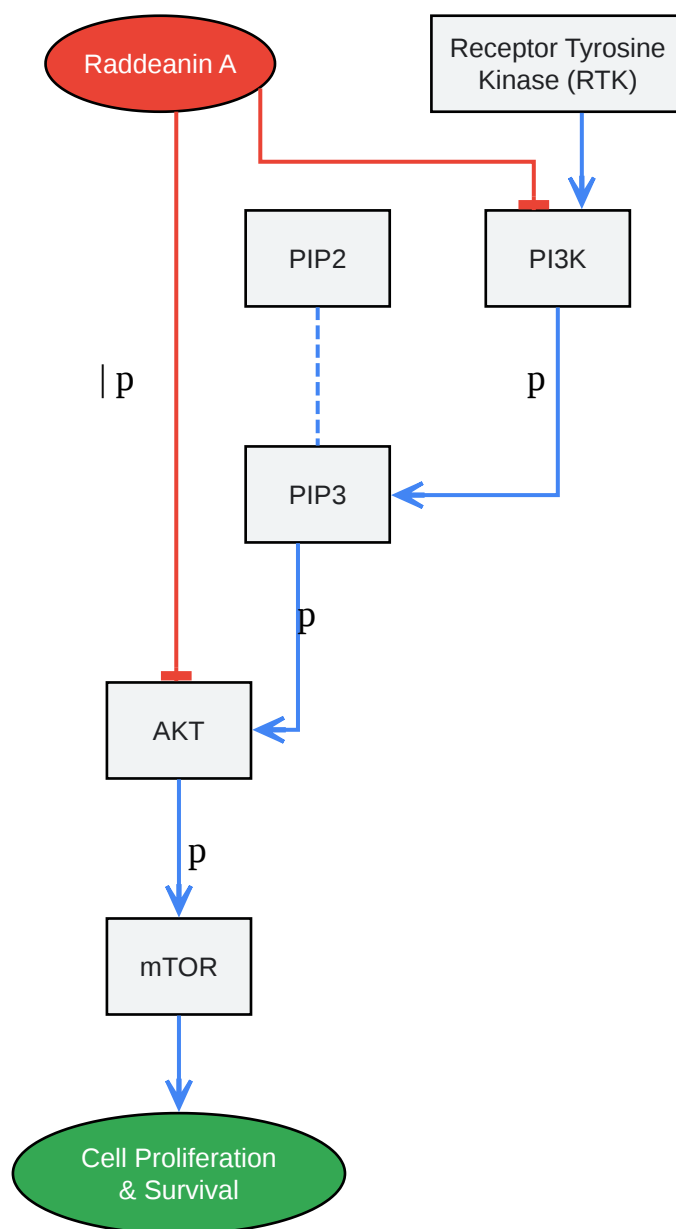 Raddeanin A
Receptor Tyrosine
Kinase (RTK)
PIP2
PI3K
| p
p
PIP3
p
AKT
p
mTOR
Cell Proliferation
& Survival